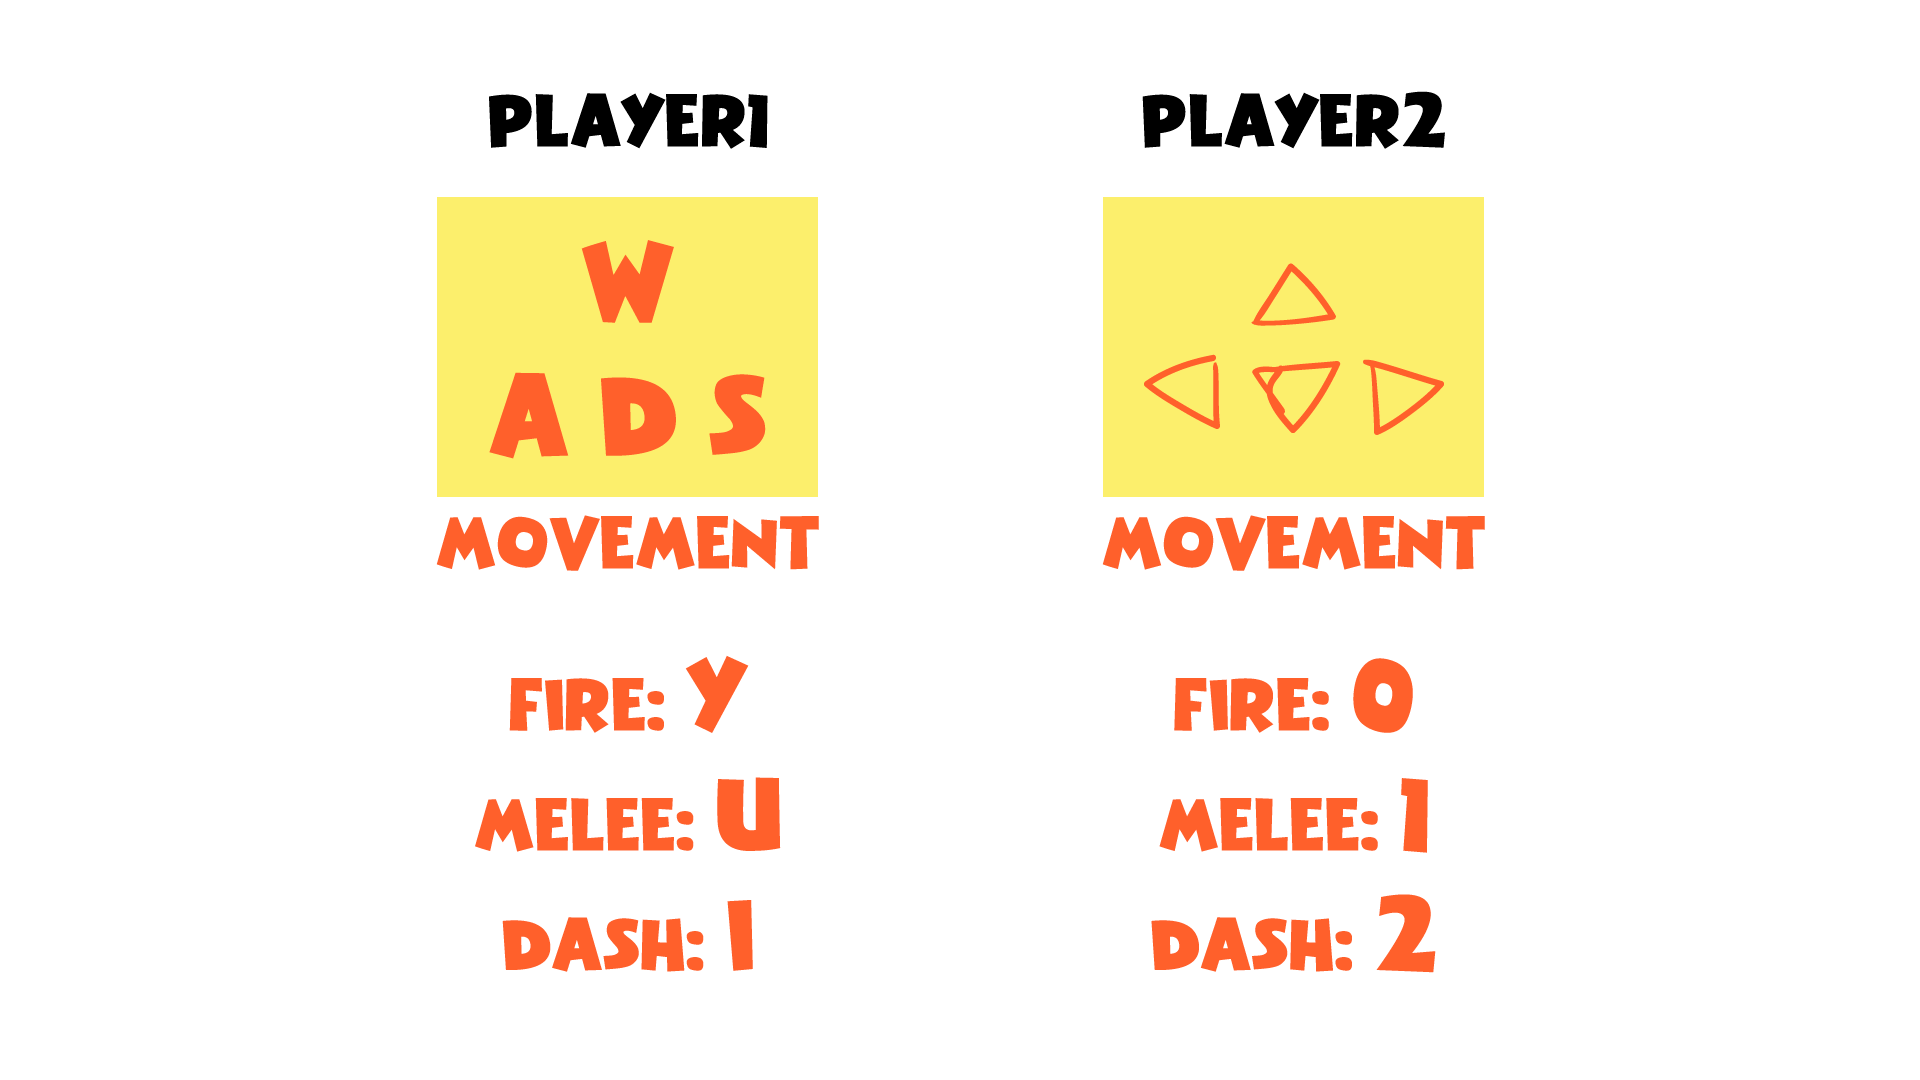 PLAYER1
W
A D S
MOVEMENT
FIRE: Y
MELEE: U
DASH: I
PLAYER2
MOVEMENT
FIRE: 0
MELEE: 1
DASH: 2